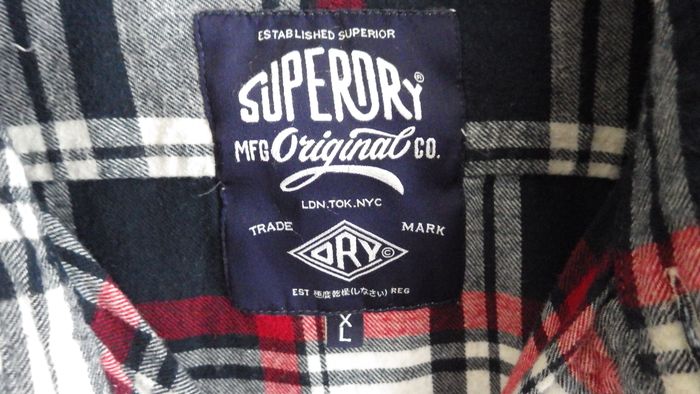 ESTABLISHED SUPERIOR
SUPERDRY®
MFG Original CO.
LDN.TOK.NYC
TRADE MARK
DRY©
EST 極度乾燥(しなさい) REG
XL